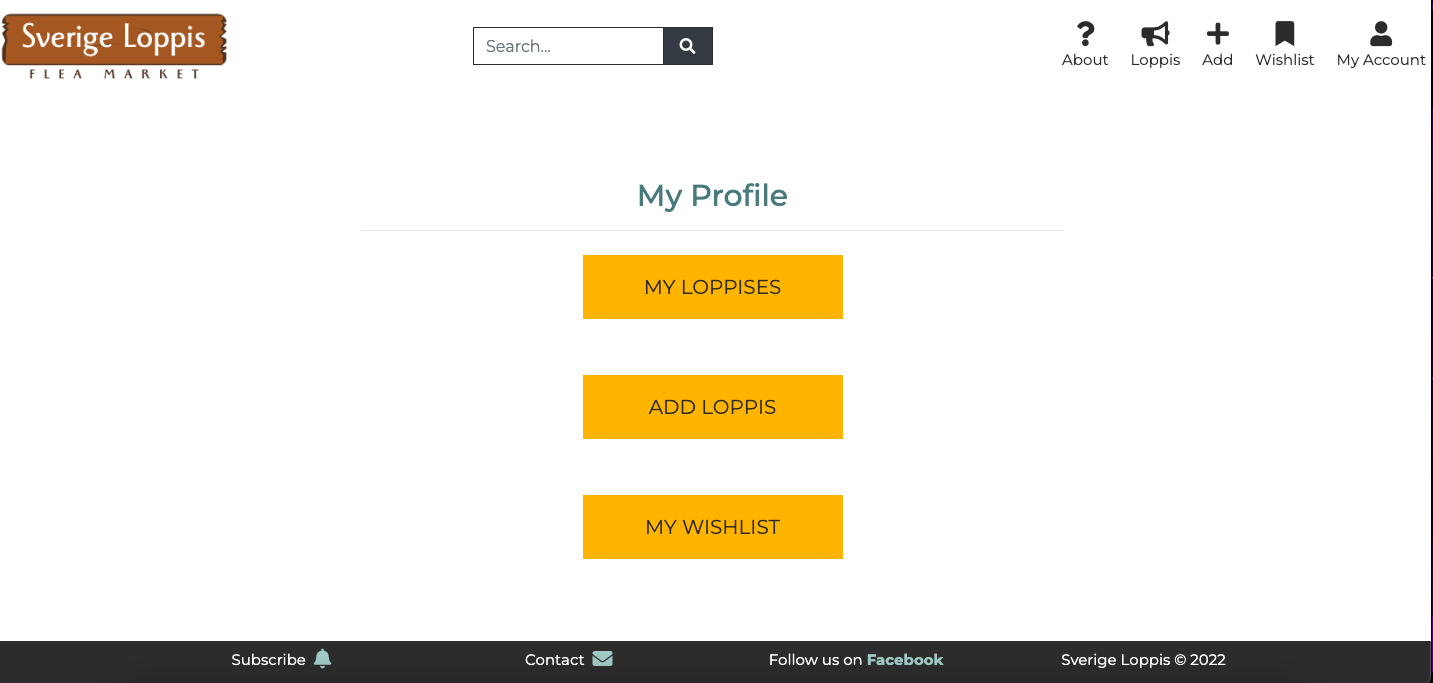 Sverige Loppis
FLEA MARKET
Search...
About
Loppis
Add
Wishlist
My Account
My Profile
MY LOPPISES
ADD LOPPIS
MY WISHLIST
Subscribe
Contact
Follow us on Facebook
Sverige Loppis © 2022